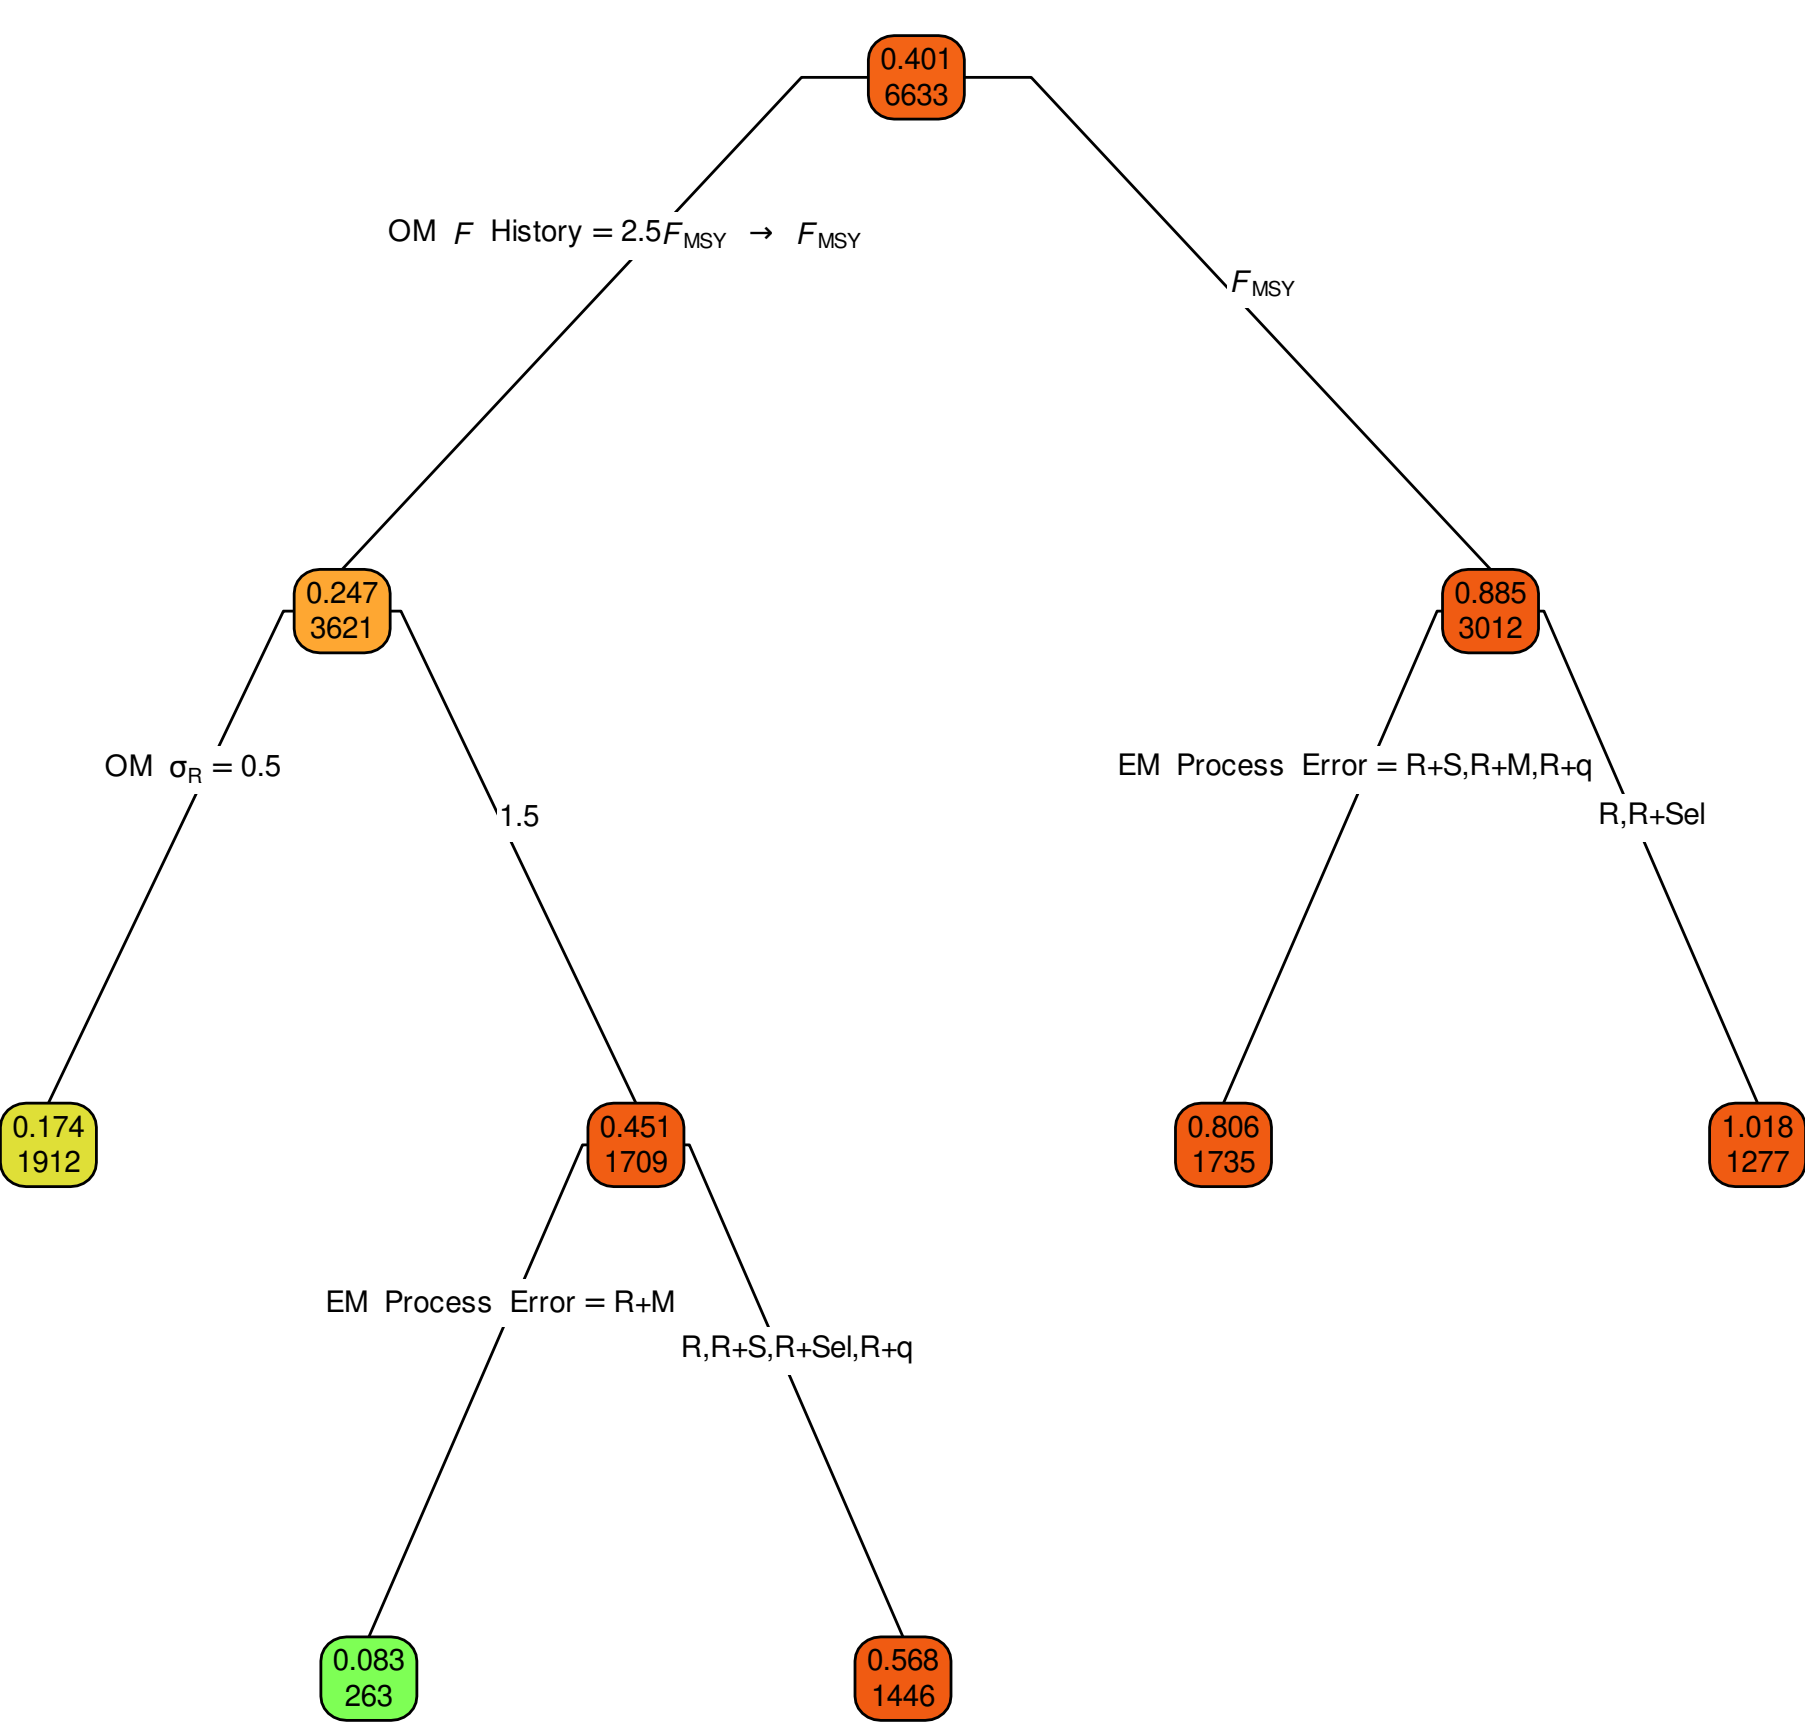 0.401
6633
OM F History = 2.5F_MSY → F_MSY
F_MSY
0.247
3621
0.885
3012
OM σ_R = 0.5
1.5
EM Process Error = R+S,R+M,R+q
R,R+Sel
0.174
1912
0.451
1709
0.806
1735
1.018
1277
EM Process Error = R+M
R,R+S,R+Sel,R+q
0.083
263
0.568
1446